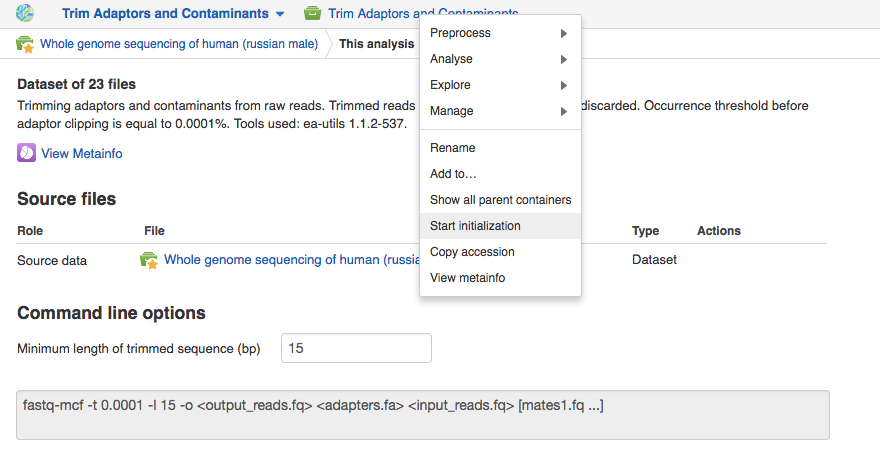 Trim Adaptors and Contaminants Trim Adaptors and Contaminants
Whole genome sequencing of human (russian male) This analysis
Preprocess
Analyse
Explore
Manage
Rename
Add to...
Show all parent containers
Start initialization
Copy accession
View metainfo
Dataset of 23 files
Trimming adaptors and contaminants from raw reads. Trimmed reads discarded. Occurrence threshold before
adaptor clipping is equal to 0.0001%. Tools used: ea-utils 1.1.2-537.
View Metainfo
Source files
Role File Type Actions
Source data Whole genome sequencing of human (russia Dataset
Command line options
Minimum length of trimmed sequence (bp) 15
fastq-mcf -t 0.0001 -l 15 -o <output_reads.fq> <adapters.fa> <input_reads.fq> [mates1.fq ...]